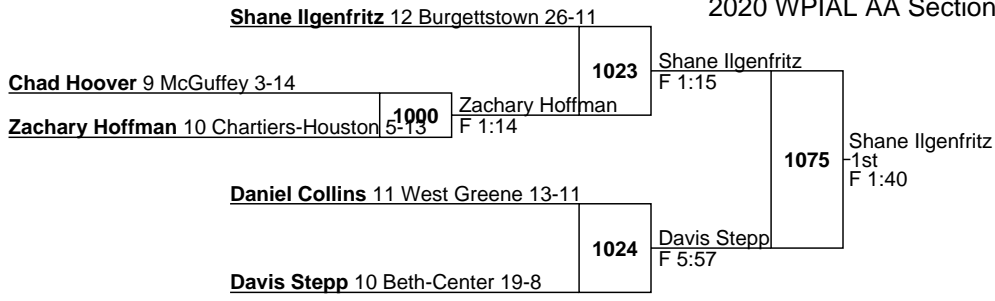 2020 WPIAL AA Section
Shane Ilgenfritz 12 Burgettstown 26-11
1023
Shane Ilgenfritz
F 1:15
Chad Hoover 9 McGuffey 3-14
1000
Zachary Hoffman
F 1:14
Zachary Hoffman 10 Chartiers-Houston 5-13
1075
Shane Ilgenfritz
1st
F 1:40
Daniel Collins 11 West Greene 13-11
1024
Davis Stepp
F 5:57
Davis Stepp 10 Beth-Center 19-8